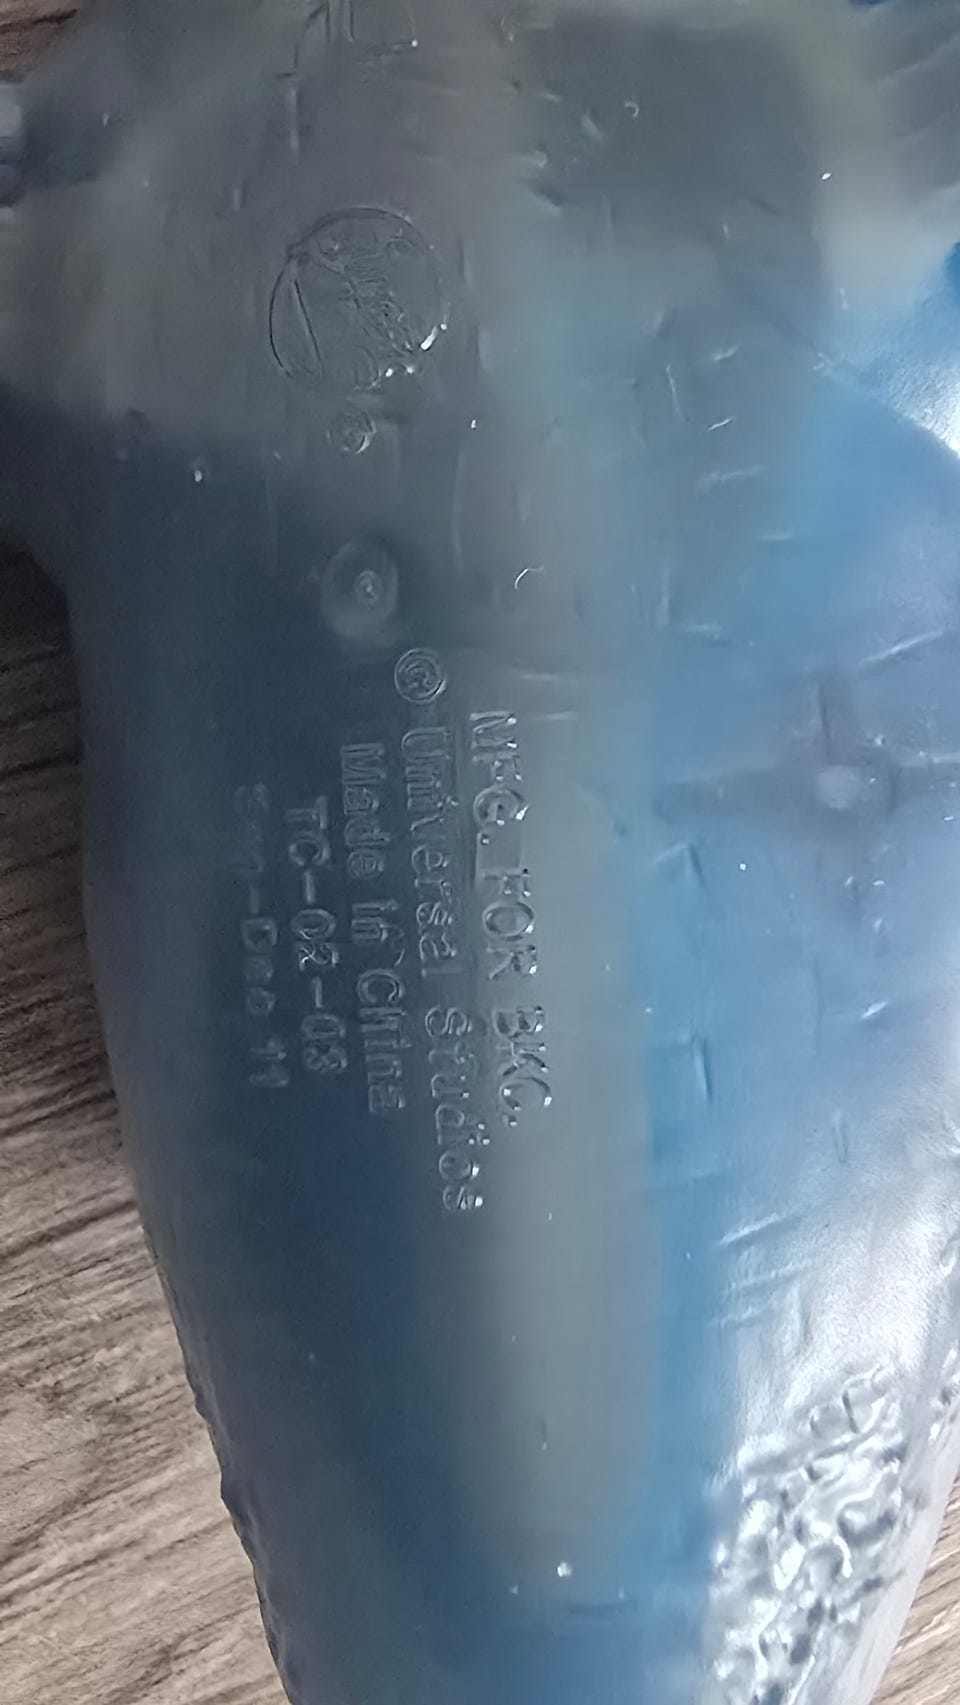 MFG. FOR BKC.
© Universal Studios
Made in China
TC-02-03